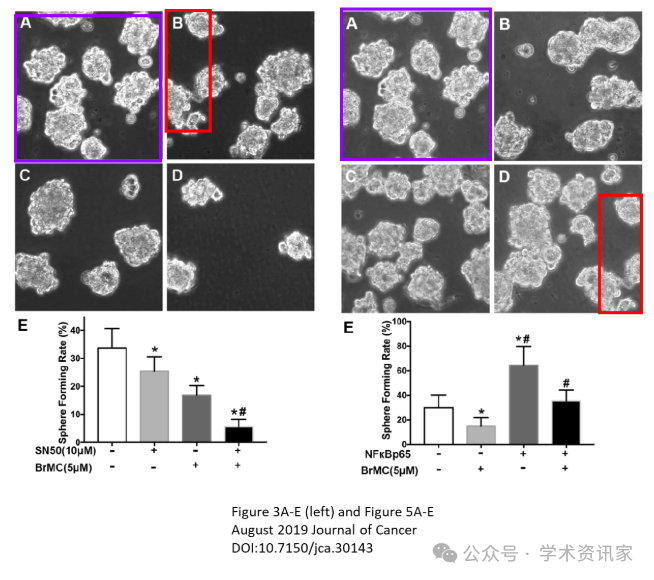 A
B
A
B
C
D
C
D
E
Sphere Forming Rate (%)
40
30
20
10
0
*
*
*#
SN50(10μM) - + - +
BrMC(5μM) - - + +
E
Sphere Forming Rate (%)
100
80
60
40
20
0
*
*#
#
NFκBp65 - - + +
BrMC(5μM) - + - +
Figure 3A-E (left) and Figure 5A-E
August 2019 Journal of Cancer
DOI:10.7150/jca.30143
公众号 · 学术资讯家